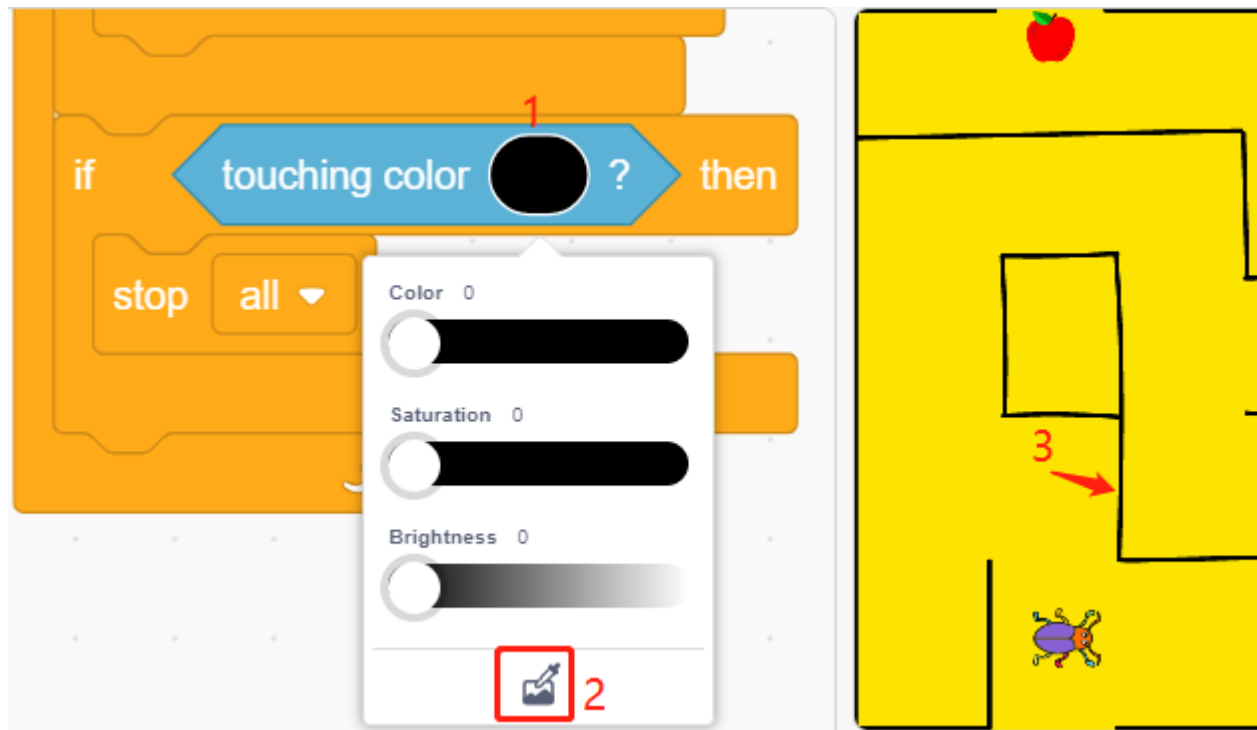 1
if touching color ? then
stop all
Color 0
Saturation 0
Brightness 0
2
3